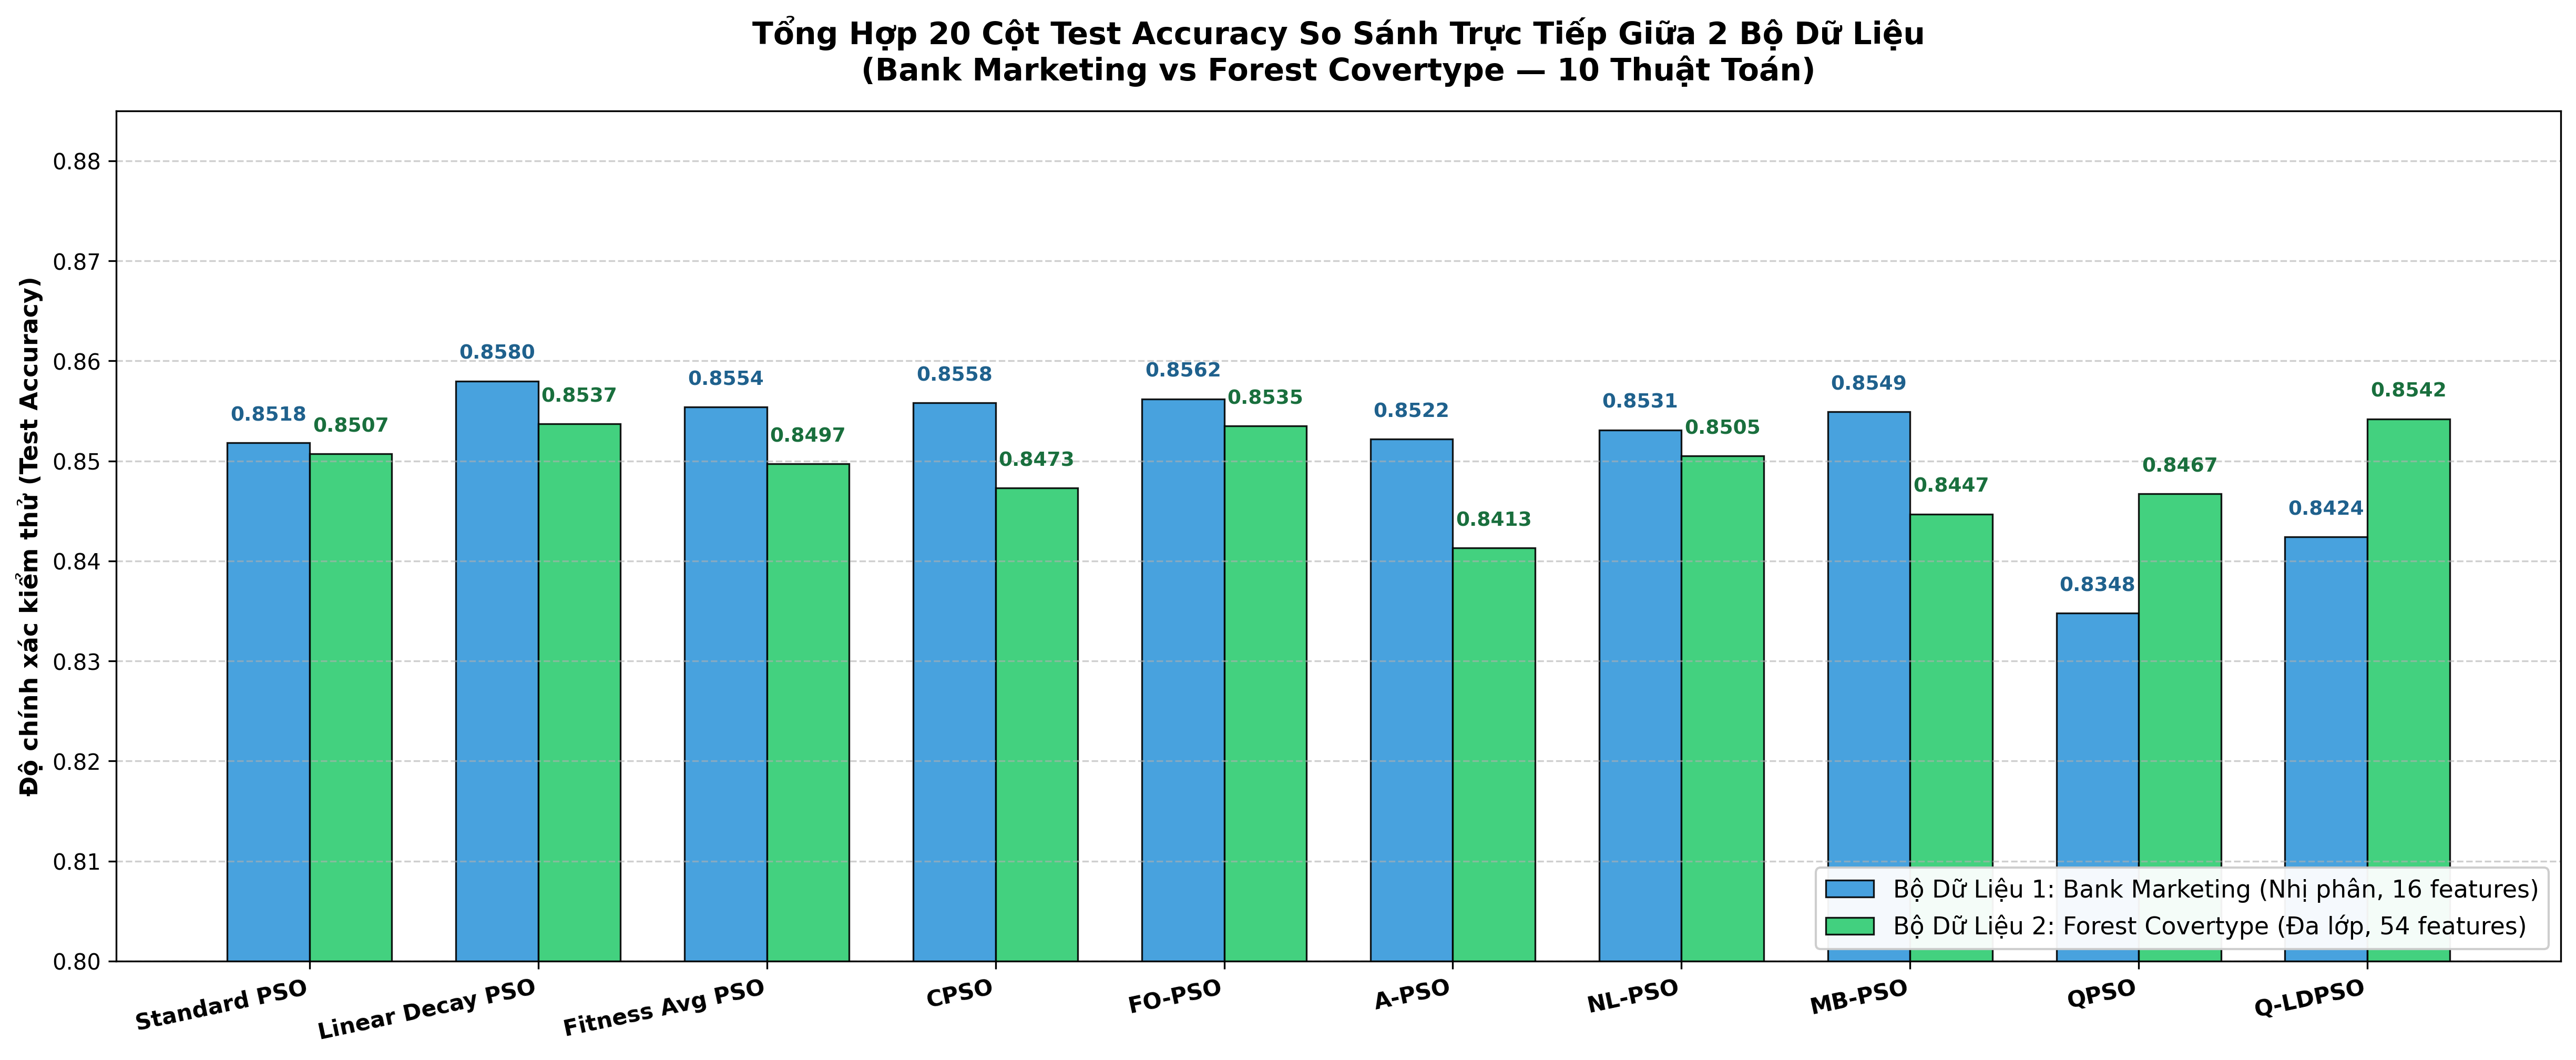 Tổng Hợp 20 Cột Test Accuracy So Sánh Trực Tiếp Giữa 2 Bộ Dữ Liệu
(Bank Marketing vs Forest Covertype — 10 Thuật Toán)
Độ chính xác kiểm thử (Test Accuracy)
0.88
0.87
0.86
0.85
0.84
0.83
0.82
0.81
0.80
0.8518
0.8507
0.8580
0.8537
0.8554
0.8497
0.8558
0.8473
0.8562
0.8535
0.8522
0.8413
0.8531
0.8505
0.8549
0.8447
0.8348
0.8467
0.8424
0.8542
Bộ Dữ Liệu 1: Bank Marketing (Nhị phân, 16 features)
Bộ Dữ Liệu 2: Forest Covertype (Đa lớp, 54 features)
Standard PSO
Linear Decay PSO
Fitness Avg PSO
CPSO
FO-PSO
A-PSO
NL-PSO
MB-PSO
QPSO
Q-LDPSO